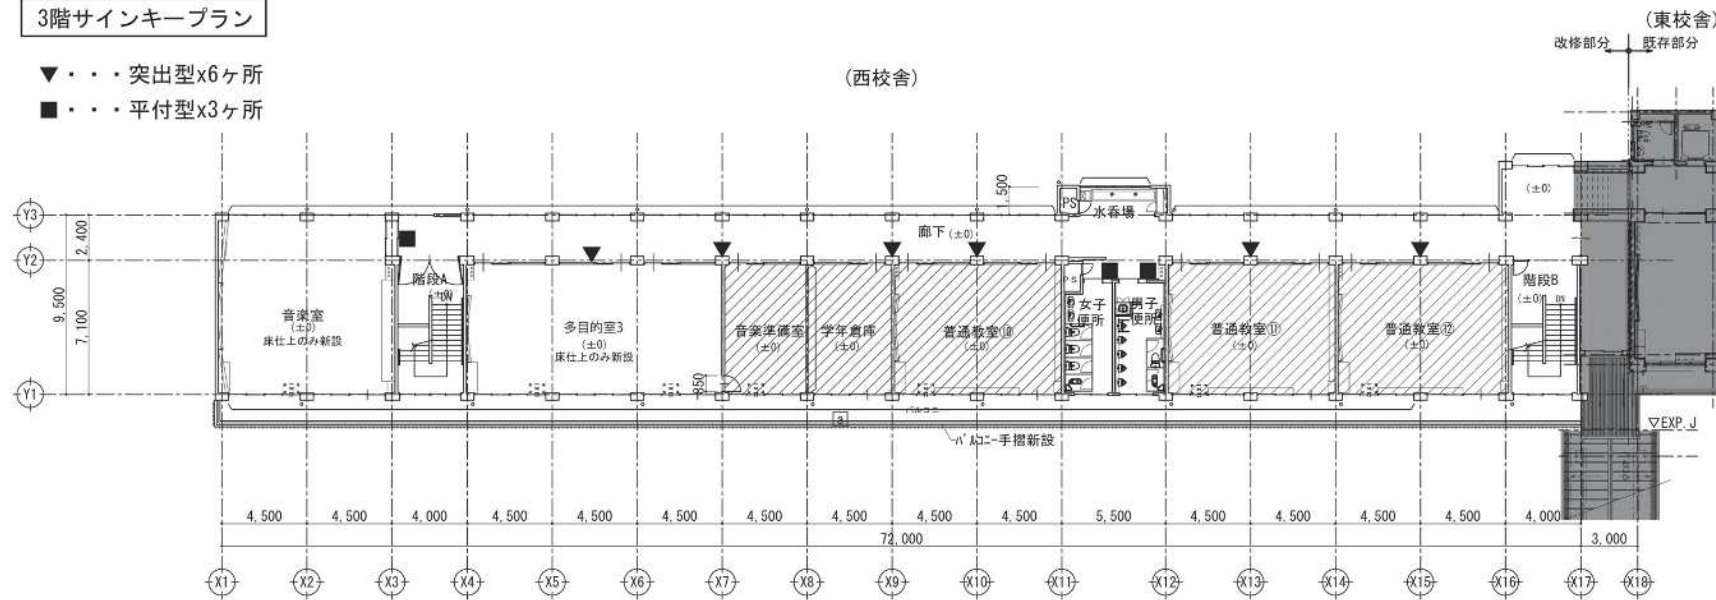 3階サインキープラン
(東校舎)
改修部分
既存部分
▼・・・突出型x6ヶ所
(西校舎)
■・・・平付型x3ヶ所
1,500
PS
水呑場
(±0)
Y3
2,400
廊下(±0)
Y2
9,500
7,100
階段A
(±0)
DN
PS
女子
便所
男子
便所
階段B
(±0)
DN
音楽室
(±0)
床仕上のみ新設
多目的室3
(±0)
床仕上のみ新設
音楽準備室
(±0)
学年倉庫
(±0)
普通教室⑩
(±0)
普通教室⑪
(±0)
普通教室⑫
(±0)
850
Y1
バルコニー
3
バルコニー手摺新設
▽EXP.J
4,500 4,500 4,000 4,500 4,500 4,500 4,500 4,500 4,500 4,500 5,500 4,500 4,500 4,500 4,500 4,000
72,000
3,000
X1 X2 X3 X4 X5 X6 X7 X8 X9 X10 X11 X12 X13 X14 X15 X16 X17 X18